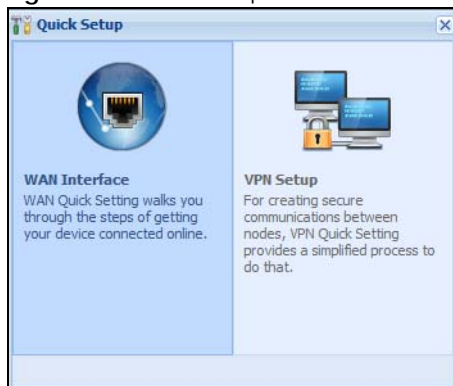 Quick Setup
WAN Interface
WAN Quick Setting walks you
through the steps of getting
your device connected online.
VPN Setup
For creating secure
communications between
nodes, VPN Quick Setting
provides a simplified process to
do that.